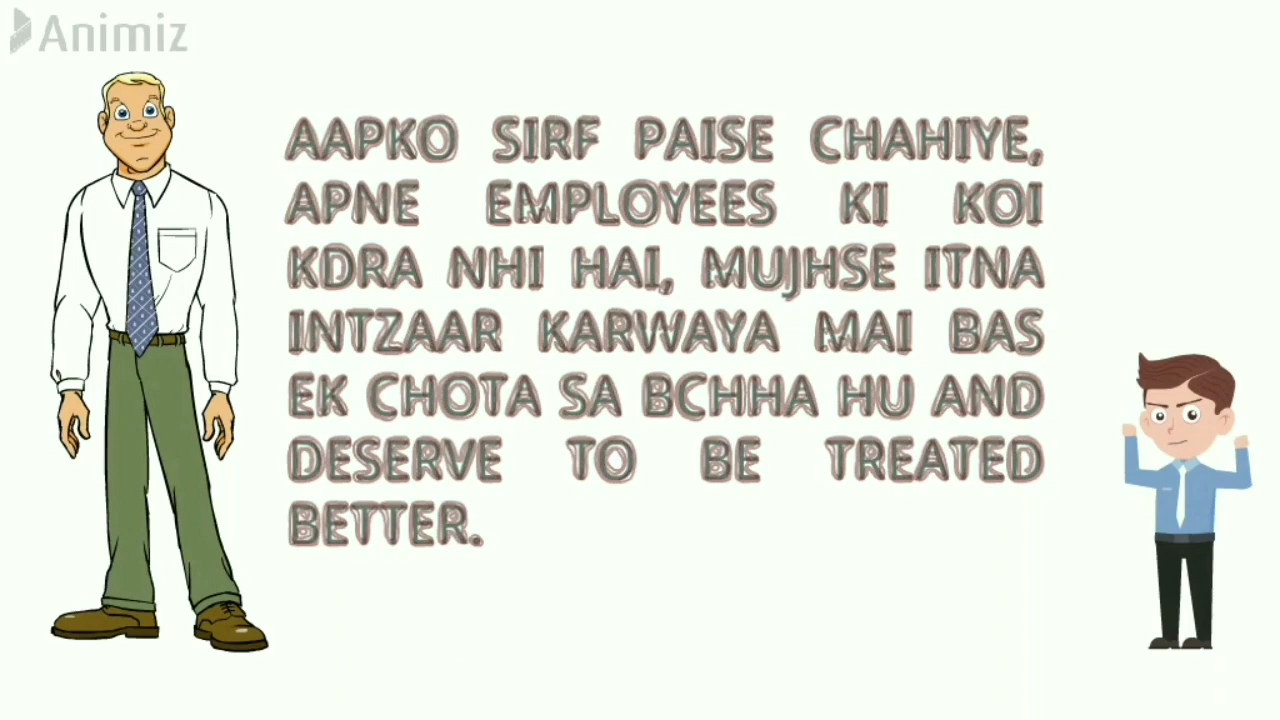 Animiz
AAPKO SIRF PAISE CHAHIYE,
APNE EMPLOYEES KI KOI
KDRA NHI HAI, MUJHSE ITNA
INTZAAR KARWAYA MAI BAS
EK CHOTA SA BCHHA HU AND
DESERVE TO BE TREATED
BETTER.